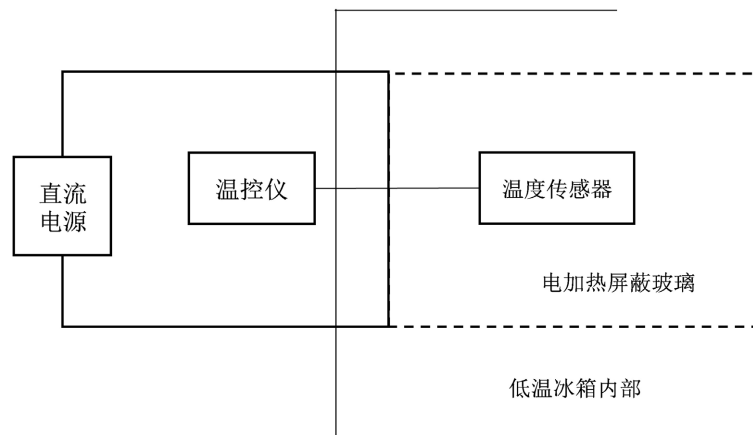 直流
电源
温控仪
温度传感器
电加热屏蔽玻璃
低温冰箱内部